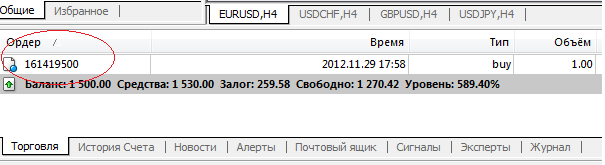 Общие Избранное EURUSD,H4 USDCHF,H4 GBPUSD,H4 USDJPY,H4
Ордер / Время Тип Объём
161419500 2012.11.29 17:58 buy 1.00
Баланс: 1 500.00 Средства: 1 530.00 Залог: 259.58 Свободно: 1 270.42 Уровень: 589.40%
Торговля История Счета Новости Алерты Почтовый ящик Сигналы Эксперты Журнал